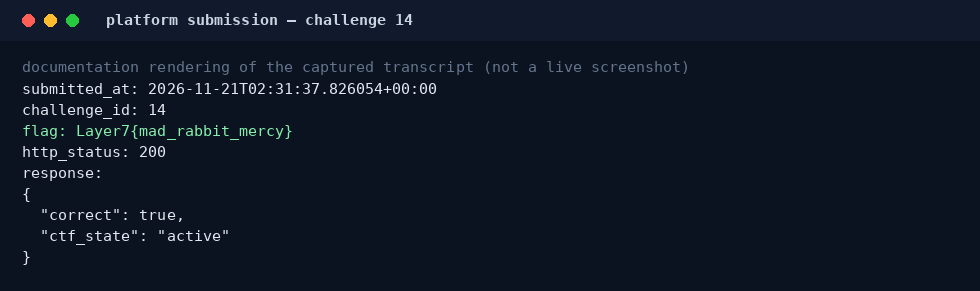 platform submission — challenge 14
documentation rendering of the captured transcript (not a live screenshot)
submitted_at: 2026-11-21T02:31:37.826054+00:00
challenge_id: 14
flag: Layer7{mad_rabbit_mercy}
http_status: 200
response:
{
  "correct": true,
  "ctf_state": "active"
}